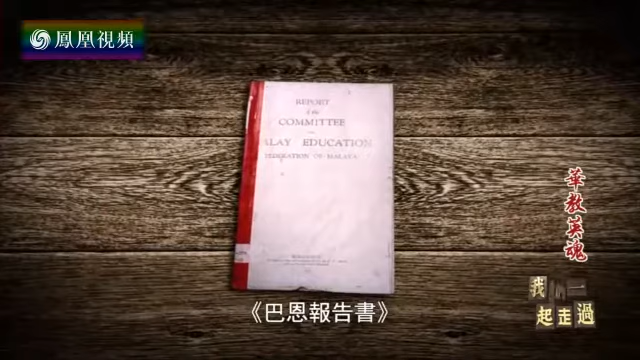 鳳凰視頻
REPORT
of the
COMMITTEE
ON
ALAY EDUCATION
FEDERATION OF MALAYA
華教英魂
我們一
起走過
《巴恩報告書》